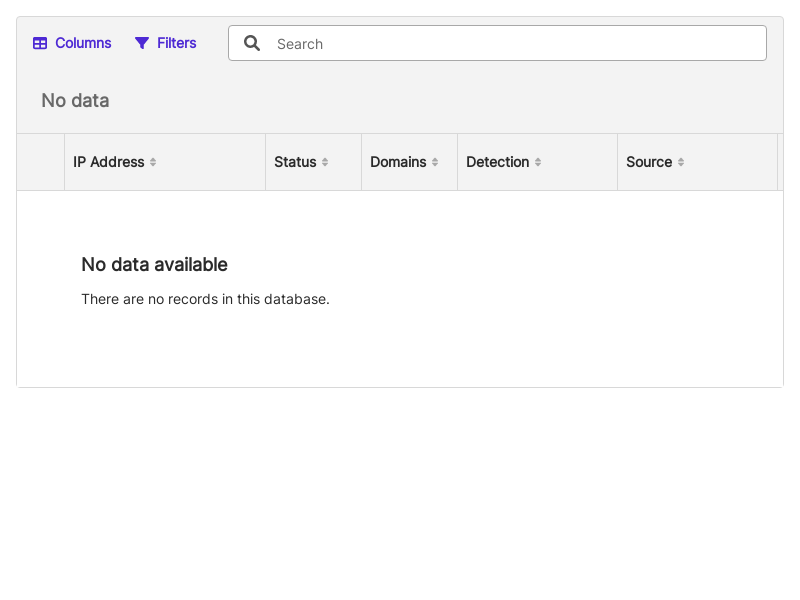 Columns Filters Search
No data
IP Address Status Domains Detection Source
No data available
There are no records in this database.